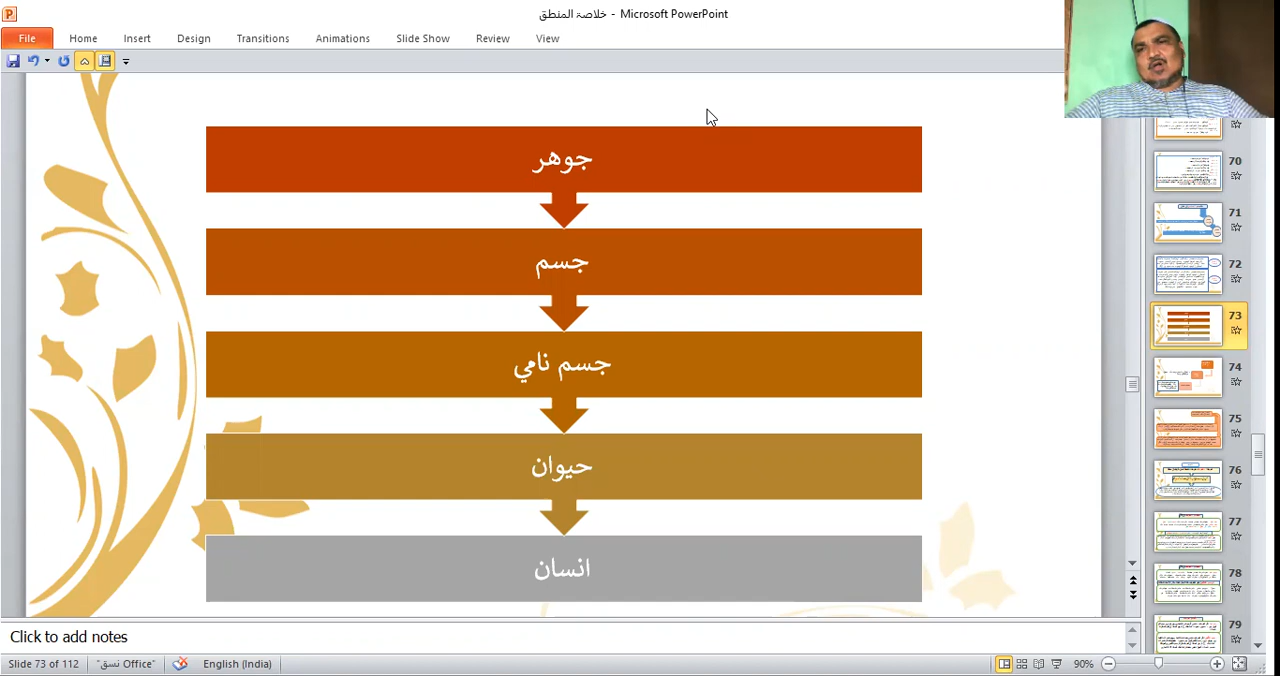 خلاصة المنطق - Microsoft PowerPoint
File Home Insert Design Transitions Animations Slide Show Review View
جوهر
جسم
جسم نامي
حيوان
انسان
70
71
72
73
74
75
76
77
78
79
Click to add notes
Slide 73 of 112 "نسق Office" English (India) 90%